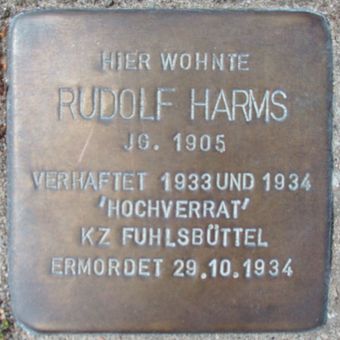 HIER WOHNTE
RUDOLF HARMS
JG. 1905
VERHAFTET 1933 UND 1934
'HOCHVERRAT'
KZ FUHLSBÜTTEL
ERMORDET 29.10.1934